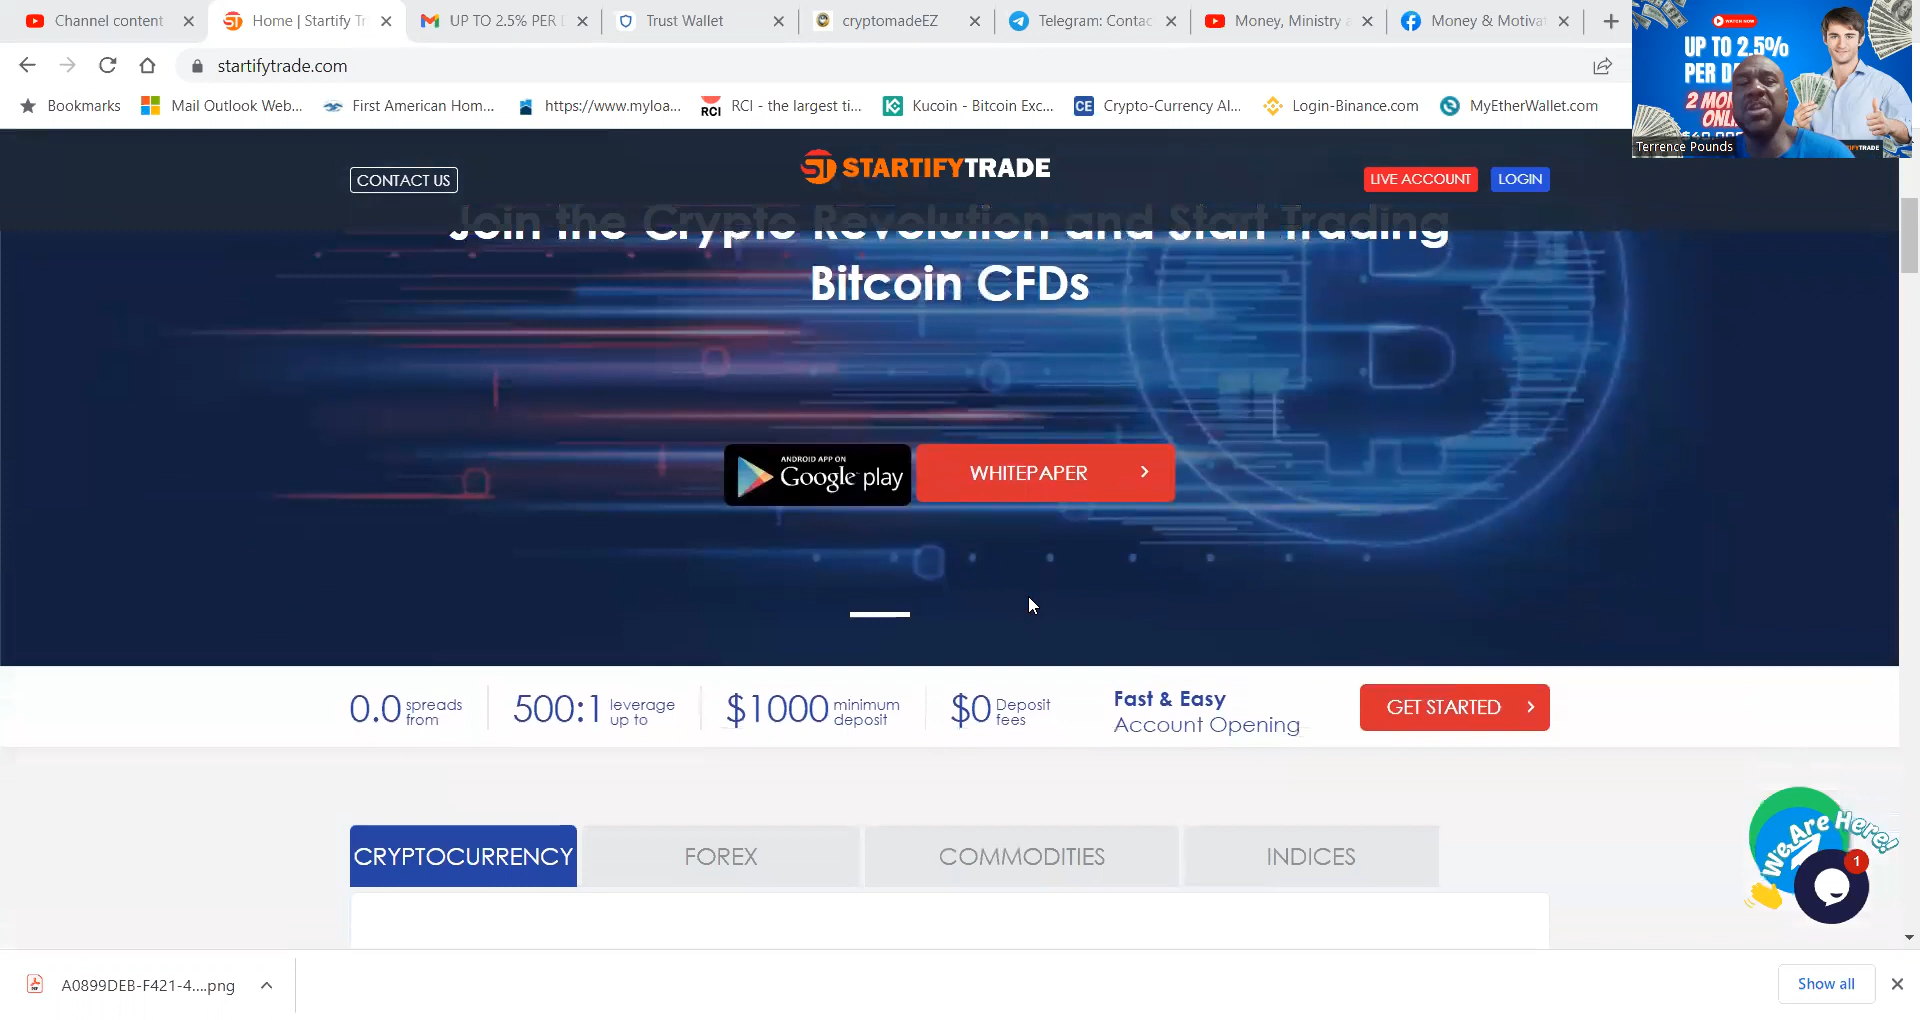 Channel content
Home | Startify Tr
UP TO 2.5% PER D
Trust Wallet
cryptomadeEZ
Telegram: Contac
Money, Ministry a
Money & Motivat
startifytrade.com
Bookmarks
Mail Outlook Web...
First American Hom...
https://www.myloa...
RCI - the largest ti...
Kucoin - Bitcoin Exc...
Crypto-Currency Al...
Login-Binance.com
MyEtherWallet.com
WATCH NOW
UP TO 2.5%
PER D
2 MO
ONL
Terrence Pounds
CONTACT US
STARTIFYTRADE
LIVE ACCOUNT
LOGIN
Join the Crypto Revolution and Start Trading
Bitcoin CFDs
ANDROID APP ON
Google play
WHITEPAPER
0.0 spreads from
500:1 leverage up to
$1000 minimum deposit
$0 Deposit fees
Fast & Easy
Account Opening
GET STARTED
CRYPTOCURRENCY
FOREX
COMMODITIES
INDICES
We Are Here!
1
A0899DEB-F421-4....png
Show all